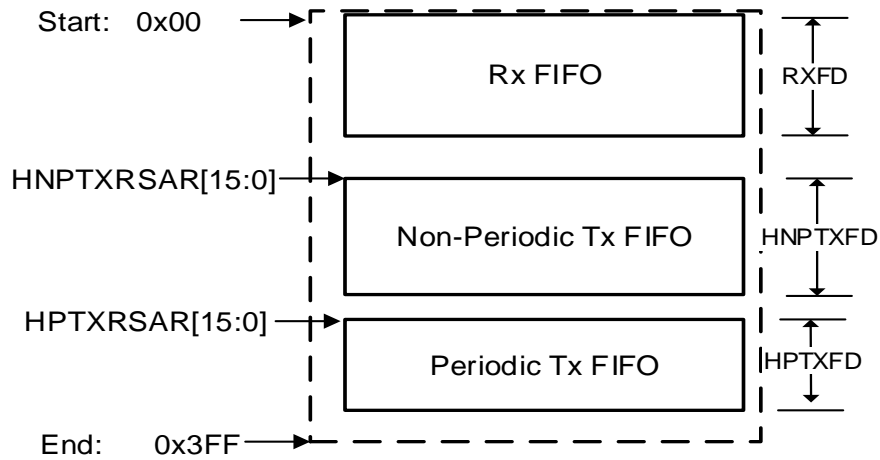 Start: 0x00
Rx FIFO
RXFD
HNPTXRSAR[15:0]
Non-Periodic Tx FIFO
HNPTXFD
HPTXRSAR[15:0]
Periodic Tx FIFO
HPTXFD
End: 0x3FF